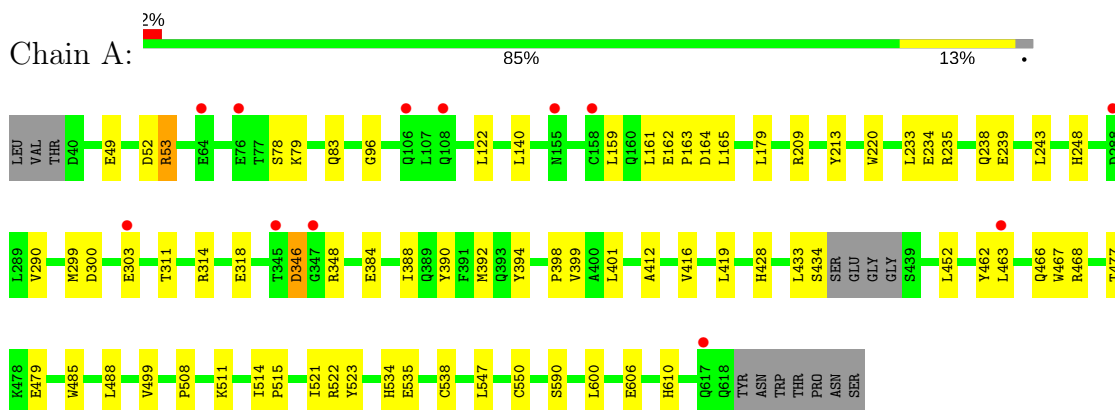 2%
Chain A:
85% 13% •
LEU VAL THR D40 E49 D52 R53 E64 E76 T77 S78 K79 Q83 G96 Q106 L107 Q108 L122 L140 N155 C158 L159 Q160 L161 E162 P163 D164 L165 L179 R209 Y213 W220 L233 E234 R235 Q238 E239 L243 H248 D288
L289 V290 M299 D300 E303 T311 R314 E318 T345 D346 G347 R348 E384 I388 Q389 Y390 F391 M392 Q393 Y394 P398 V399 A400 L401 A412 V416 L419 H428 L433 S434 SER GLU GLY GLY S439 L452 Y462 L463 Q466 W467 R468 T477
K478 E479 W485 L488 V499 P508 K511 I514 P515 I521 R522 Y523 H534 E535 C538 L547 C550 S590 L600 E606 H610 Q617 Q618 TYR ASN TRP THR PRO ASN SER